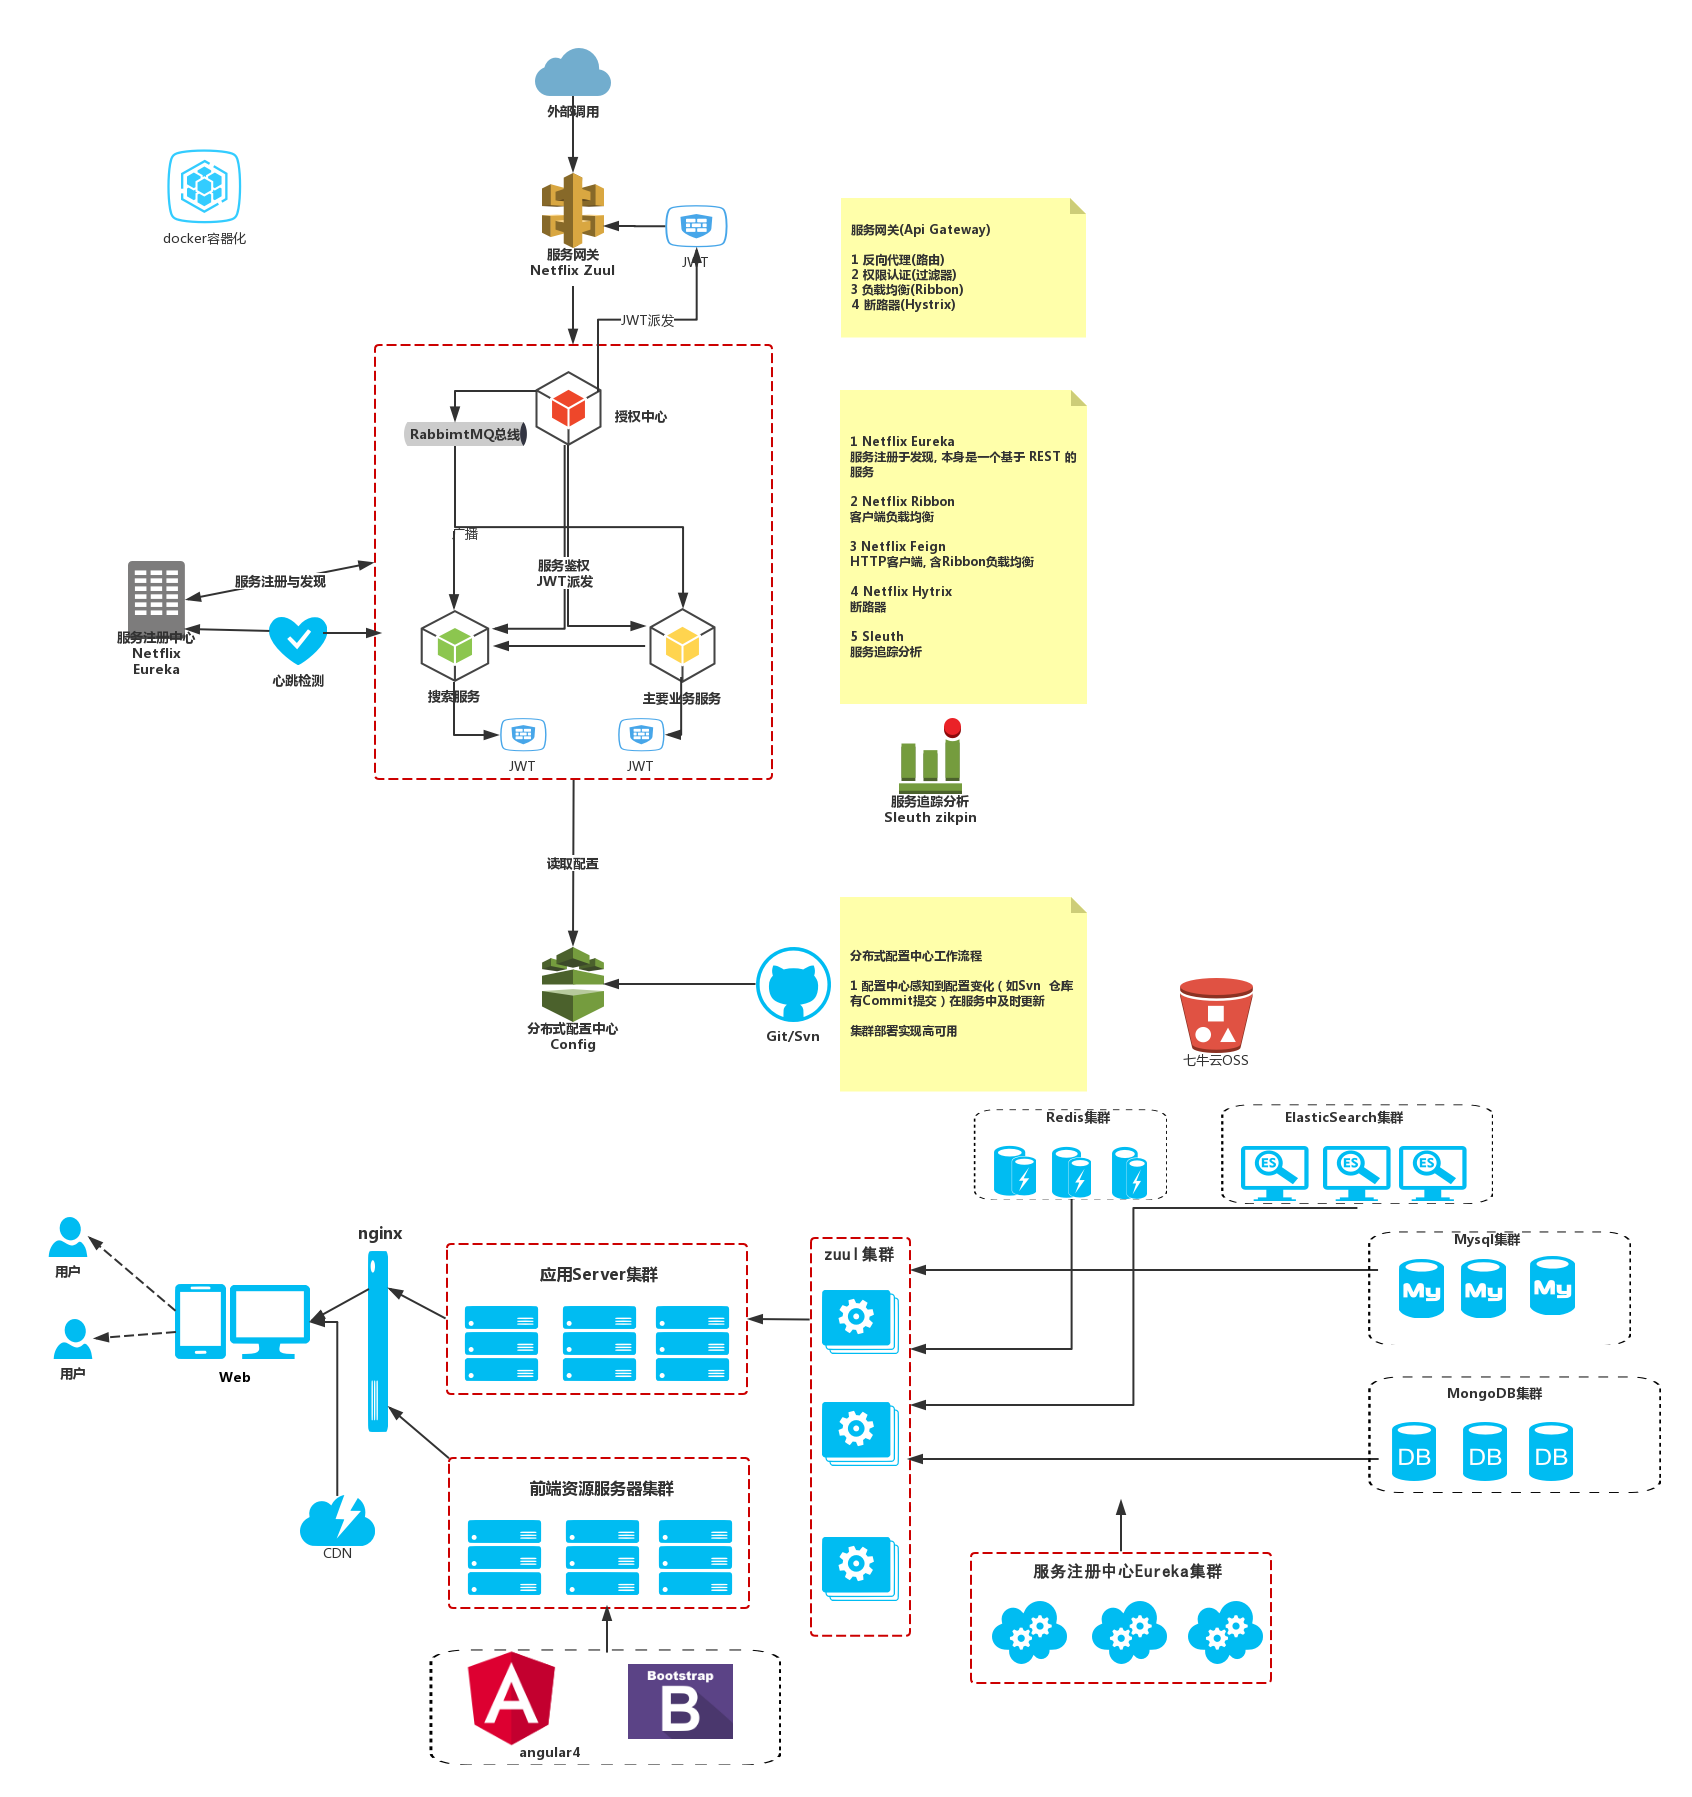 外部调用
docker容器化
服务网关
Netflix Zuul
JWT
JWT派发
服务网关(Api Gateway)
1 反向代理(路由)
2 权限认证(过滤器)
3 负载均衡(Ribbon)
4 断路器(Hystrix)
授权中心
RabbimtMQ总线
广播
服务鉴权
JWT派发
服务注册与发现
服务注册中心
Netflix
Eureka
心跳检测
搜索服务
主要业务服务
JWT
JWT
1 Netflix Eureka
服务注册于发现, 本身是一个基于 REST 的
服务
2 Netflix Ribbon
客户端负载均衡
3 Netflix Feign
HTTP客户端, 含Ribbon负载均衡
4 Netflix Hytrix
断路器
5 Sleuth
服务追踪分析
服务追踪分析
Sleuth zikpin
读取配置
分布式配置中心
Config
Git/Svn
分布式配置中心工作流程
1 配置中心感知到配置变化（如Svn 仓库
有Commit提交）在服务中及时更新
集群部署实现高可用
七牛云OSS
Redis集群
ElasticSearch集群
ES
ES
ES
用户
用户
Web
nginx
应用Server集群
zuul集群
Mysql集群
My
My
My
MongoDB集群
DB
DB
DB
CDN
前端资源服务器集群
服务注册中心Eureka集群
A
Bootstrap
B
angular4